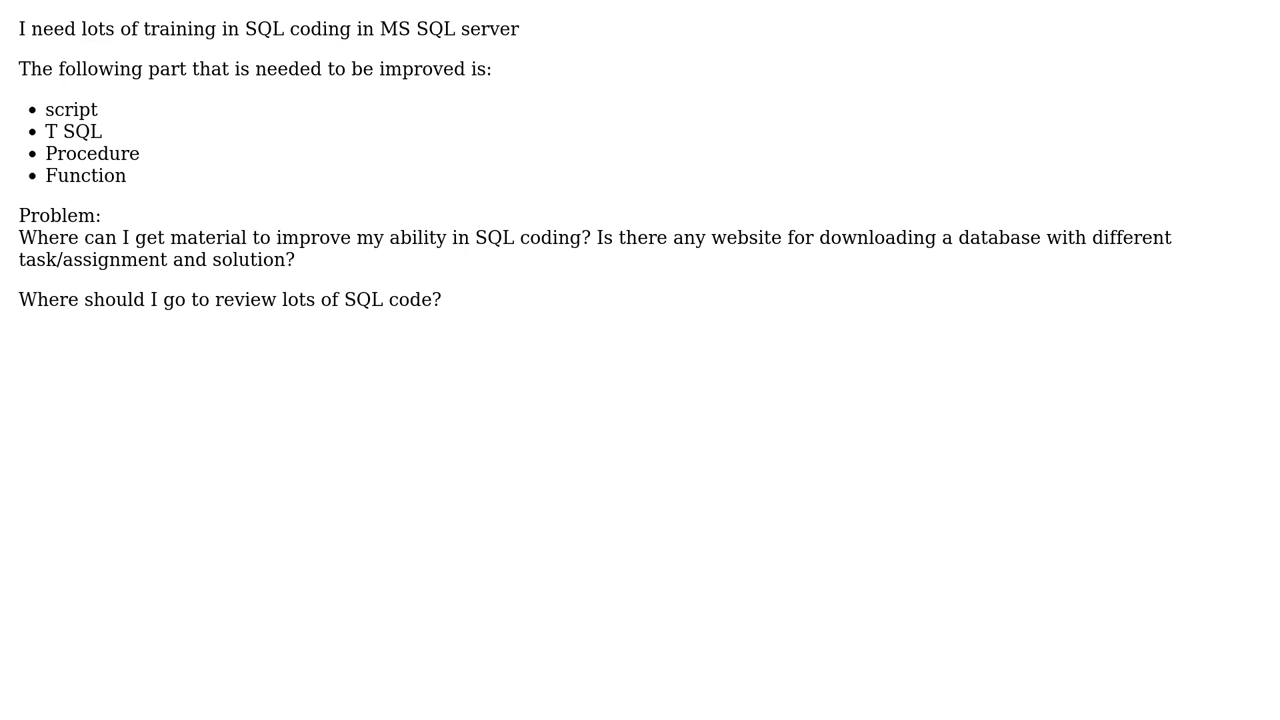 I need lots of training in SQL coding in MS SQL server
The following part that is needed to be improved is:
• script
• T SQL
• Procedure
• Function
Problem:
Where can I get material to improve my ability in SQL coding? Is there any website for downloading a database with different
task/assignment and solution?
Where should I go to review lots of SQL code?